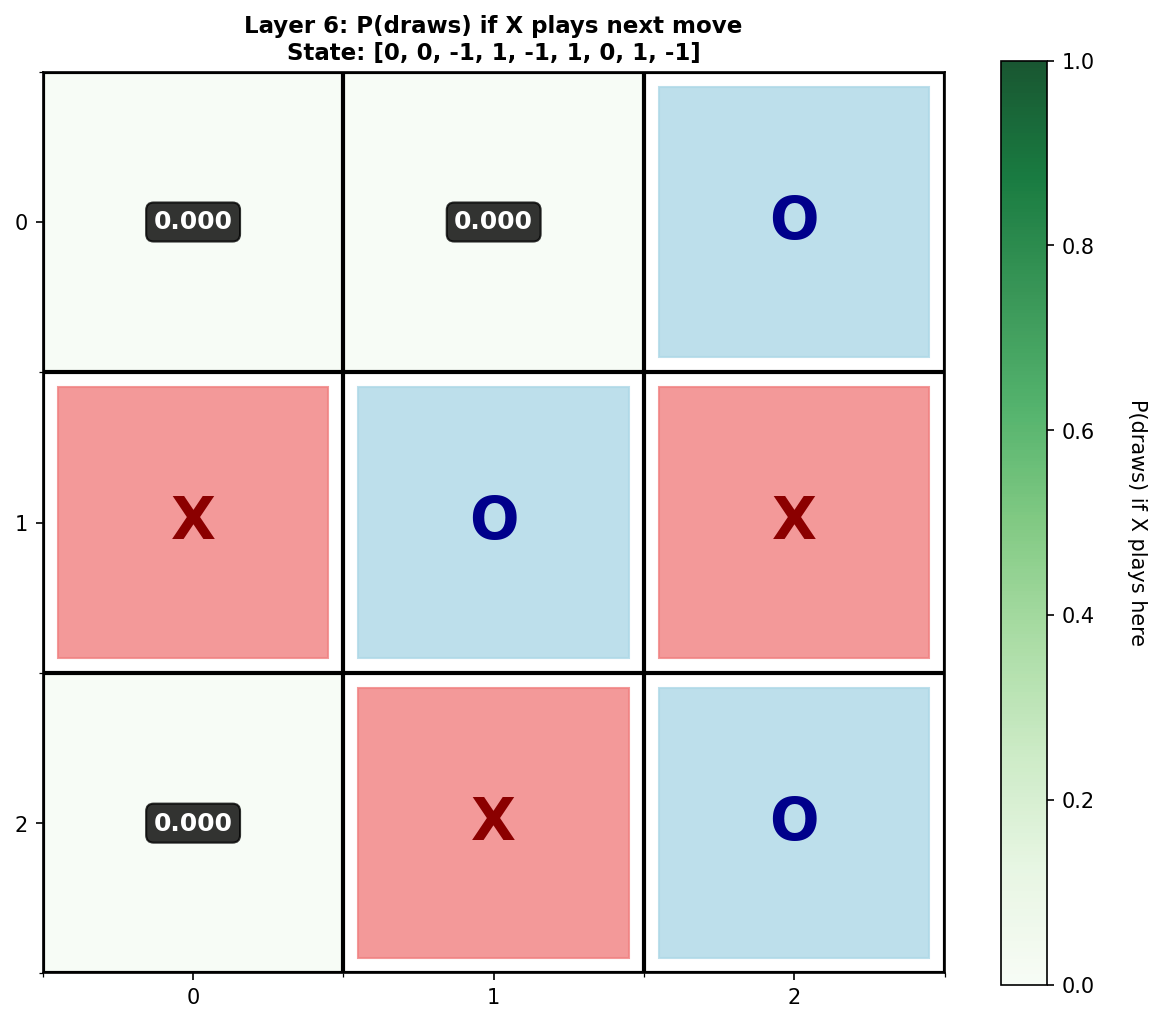 Layer 6: P(draws) if X plays next move
State: [0, 0, -1, 1, -1, 1, 0, 1, -1]
0.000
0.000
O
X
O
X
0.000
X
O
0
1
2
0
1
2
1.0
0.8
0.6
0.4
0.2
0.0
P(draws) if X plays here